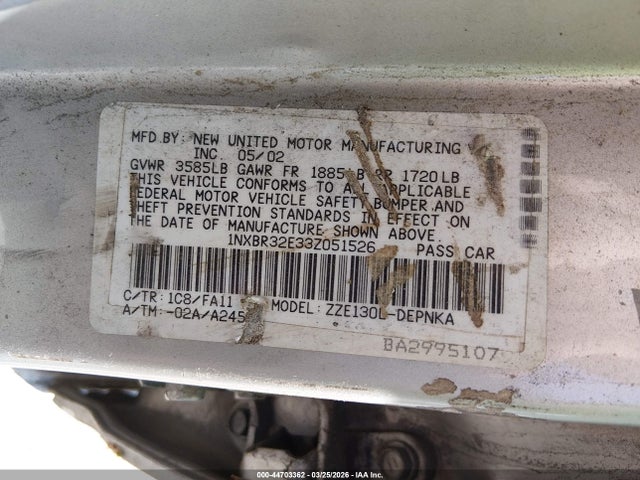 MFD BY: NEW UNITED MOTOR MANUFACTURING
INC. 05/02
GVWR 3585LB GAWR FR 1885 RR 1720LB
THIS VEHICLE CONFORMS TO ALL APPLICABLE
FEDERAL MOTOR VEHICLE SAFETY BUMPER AND
THEFT PREVENTION STANDARDS IN EFFECT ON
THE DATE OF MANUFACTURE SHOWN ABOVE.
1NXBR32E33Z051526 PASS CAR
C/TR: 1C8/FA11 MODEL: ZZE130L-DEPNKA
A/TM: -02A/A245
BA2995107
000-44703362 - 03/25/2026 - IAA Inc.